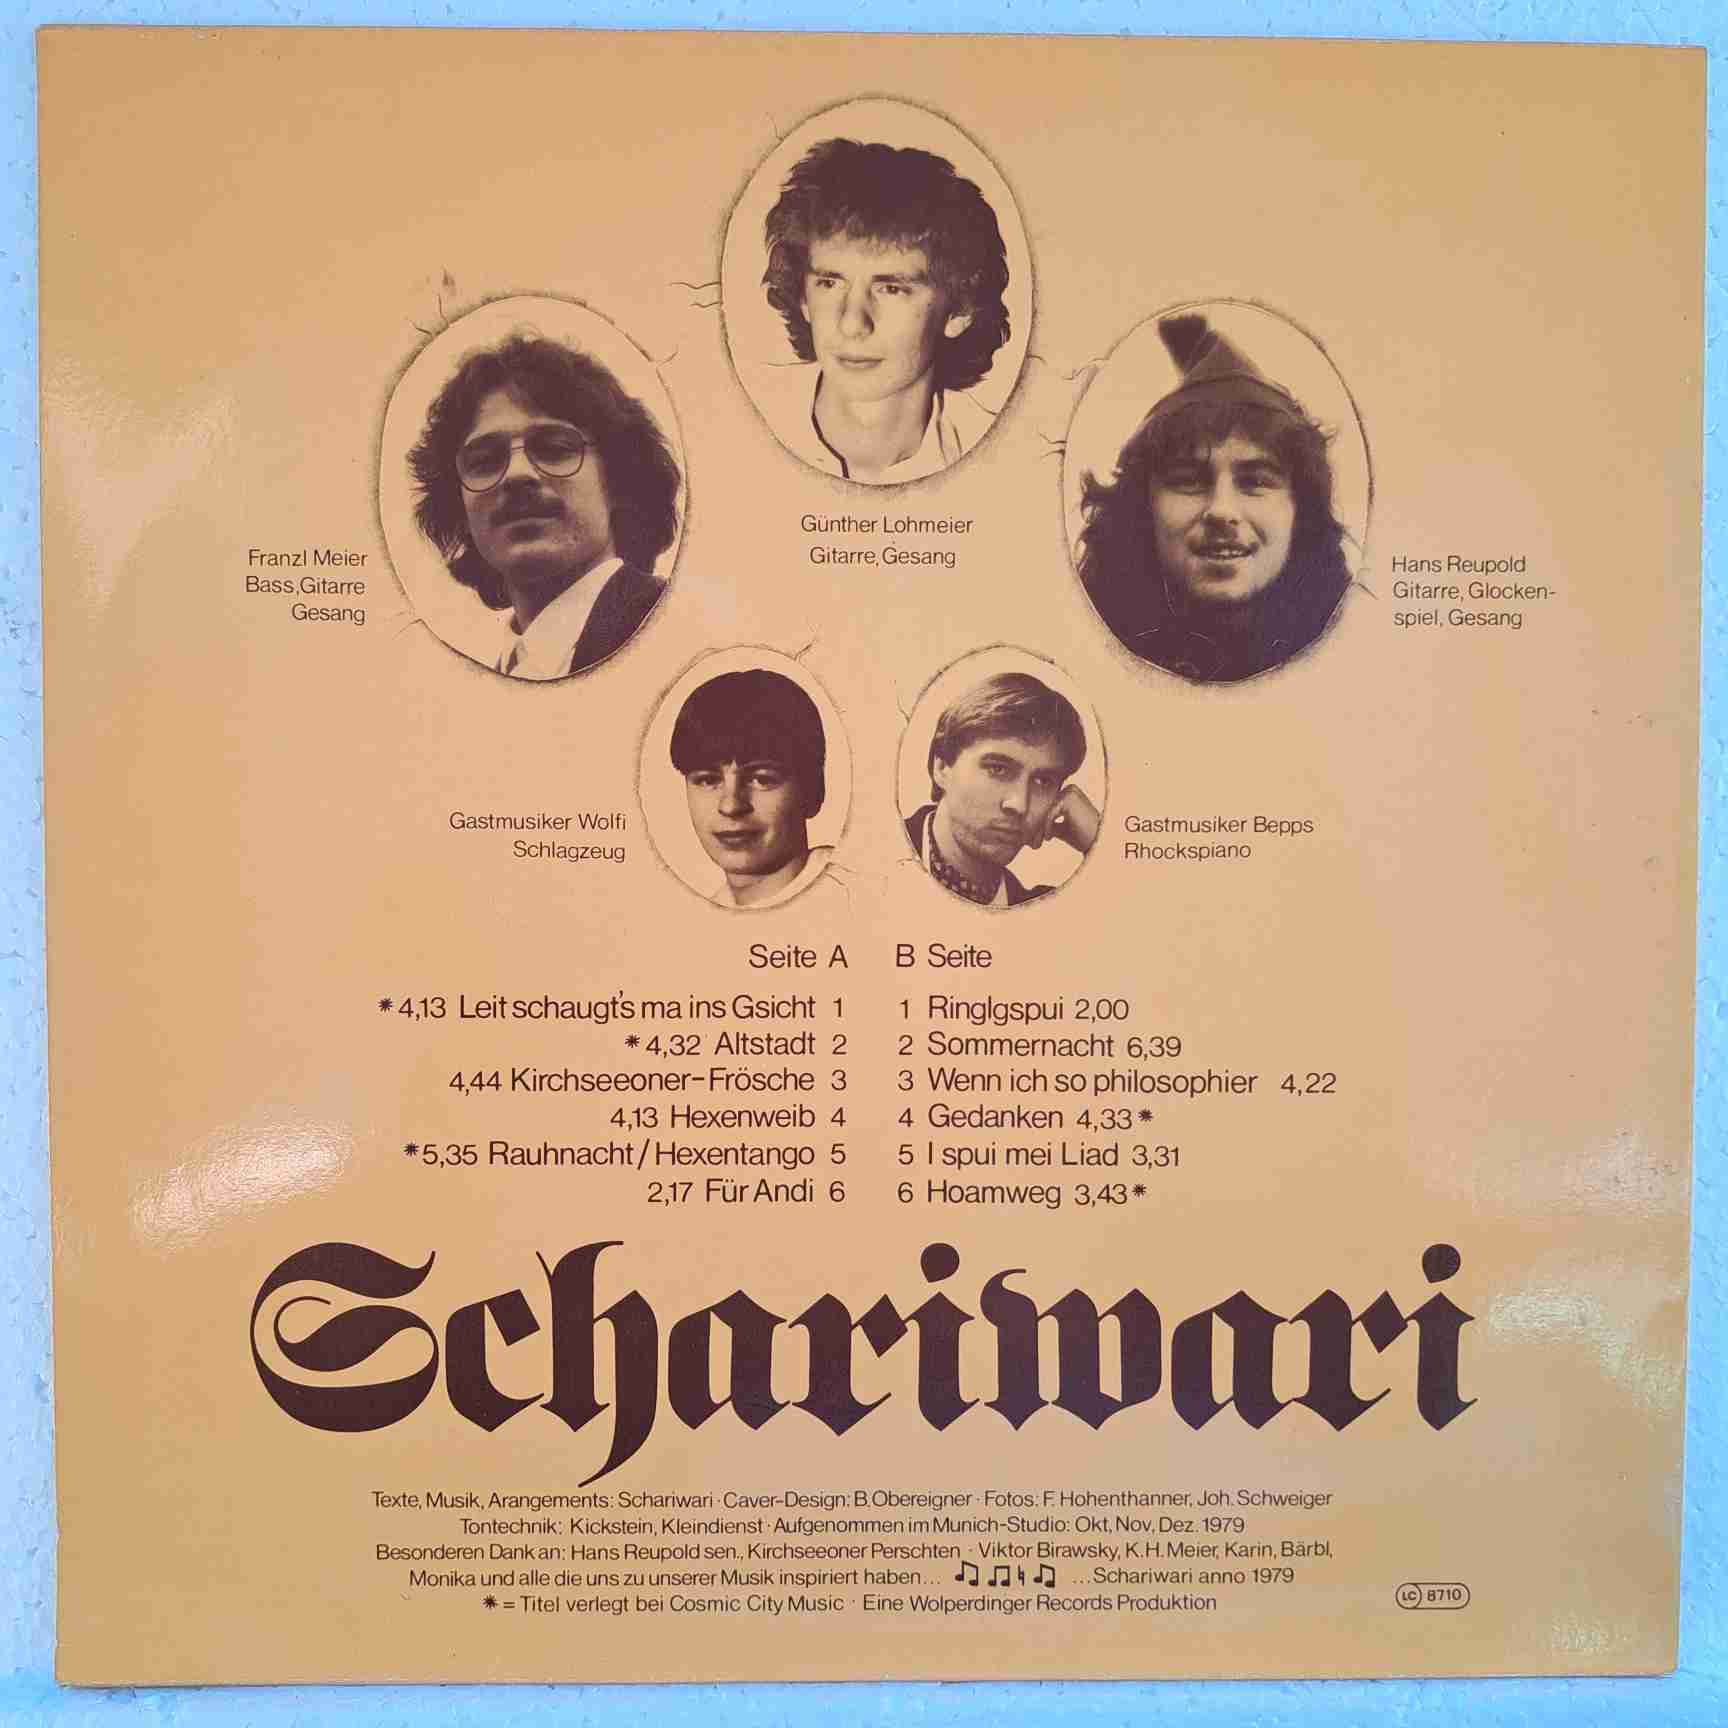 Günther Lohmeier
Gitarre, Gesang
Franzl Meier
Bass, Gitarre
Gesang
Hans Reupold
Gitarre, Glocken-
spiel, Gesang
Gastmusiker Wolfi
Schlagzeug
Gastmusiker Bepps
Rhockspiano
Seite A
*4,13 Leit schaugt's ma ins Gsicht 1
*4,32 Altstadt 2
4,44 Kirchseeoner-Frösche 3
4,13 Hexenweib 4
*5,35 Rauhnacht/Hexentango 5
2,17 Für Andi 6
B Seite
1 Ringlgspui 2,00
2 Sommernacht 6,39
3 Wenn ich so philosophier 4,22
4 Gedanken 4,33*
5 I spui mei Liad 3,31
6 Hoamweg 3,43*
Schariwari
Texte, Musik, Arangements: Schariwari · Caver-Design: B. Obereigner · Fotos: F. Hohenthanner, Joh. Schweiger
Tontechnik: Kickstein, Kleindienst · Aufgenommen im Munich-Studio: Okt, Nov, Dez. 1979
Besonderen Dank an: Hans Reupold sen., Kirchseeoner Perschten · Viktor Birawsky, K.H. Meier, Karin, Bärbl,
Monika und alle die uns zu unserer Musik inspiriert haben... ...Schariwari anno 1979
* = Titel verlegt bei Cosmic City Music · Eine Wolperdinger Records Produktion
LC 8710